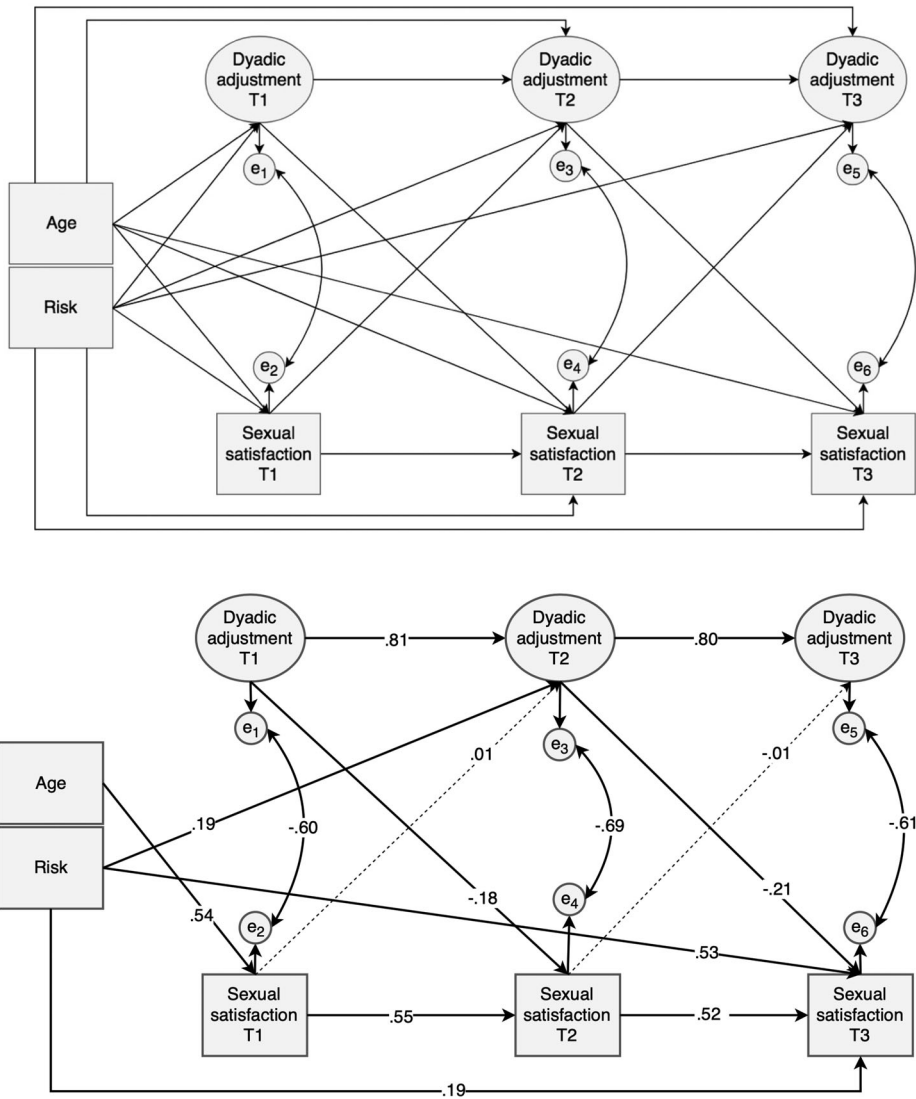 Dyadic
adjustment
T1
Dyadic
adjustment
T2
Dyadic
adjustment
T3
e1
e3
e5
Age
Risk
e2
e4
e6
Sexual
satisfaction
T1
Sexual
satisfaction
T2
Sexual
satisfaction
T3
Dyadic
adjustment
T1
.81
Dyadic
adjustment
T2
.80
Dyadic
adjustment
T3
e1
e3
e5
.01
-.01
Age
.19
-.60
-.69
-.61
Risk
-.18
-.21
.54
e2
e4
e6
.53
Sexual
satisfaction
T1
.55
Sexual
satisfaction
T2
.52
Sexual
satisfaction
T3
.19